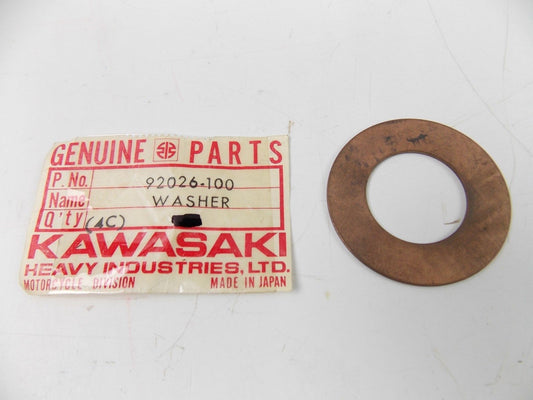 GENUINE PARTS
P. No. 92026-100
Name WASHER
Q'ty (4C)
KAWASAKI
HEAVY INDUSTRIES, LTD.
MOTORCYCLE DIVISION MADE IN JAPAN